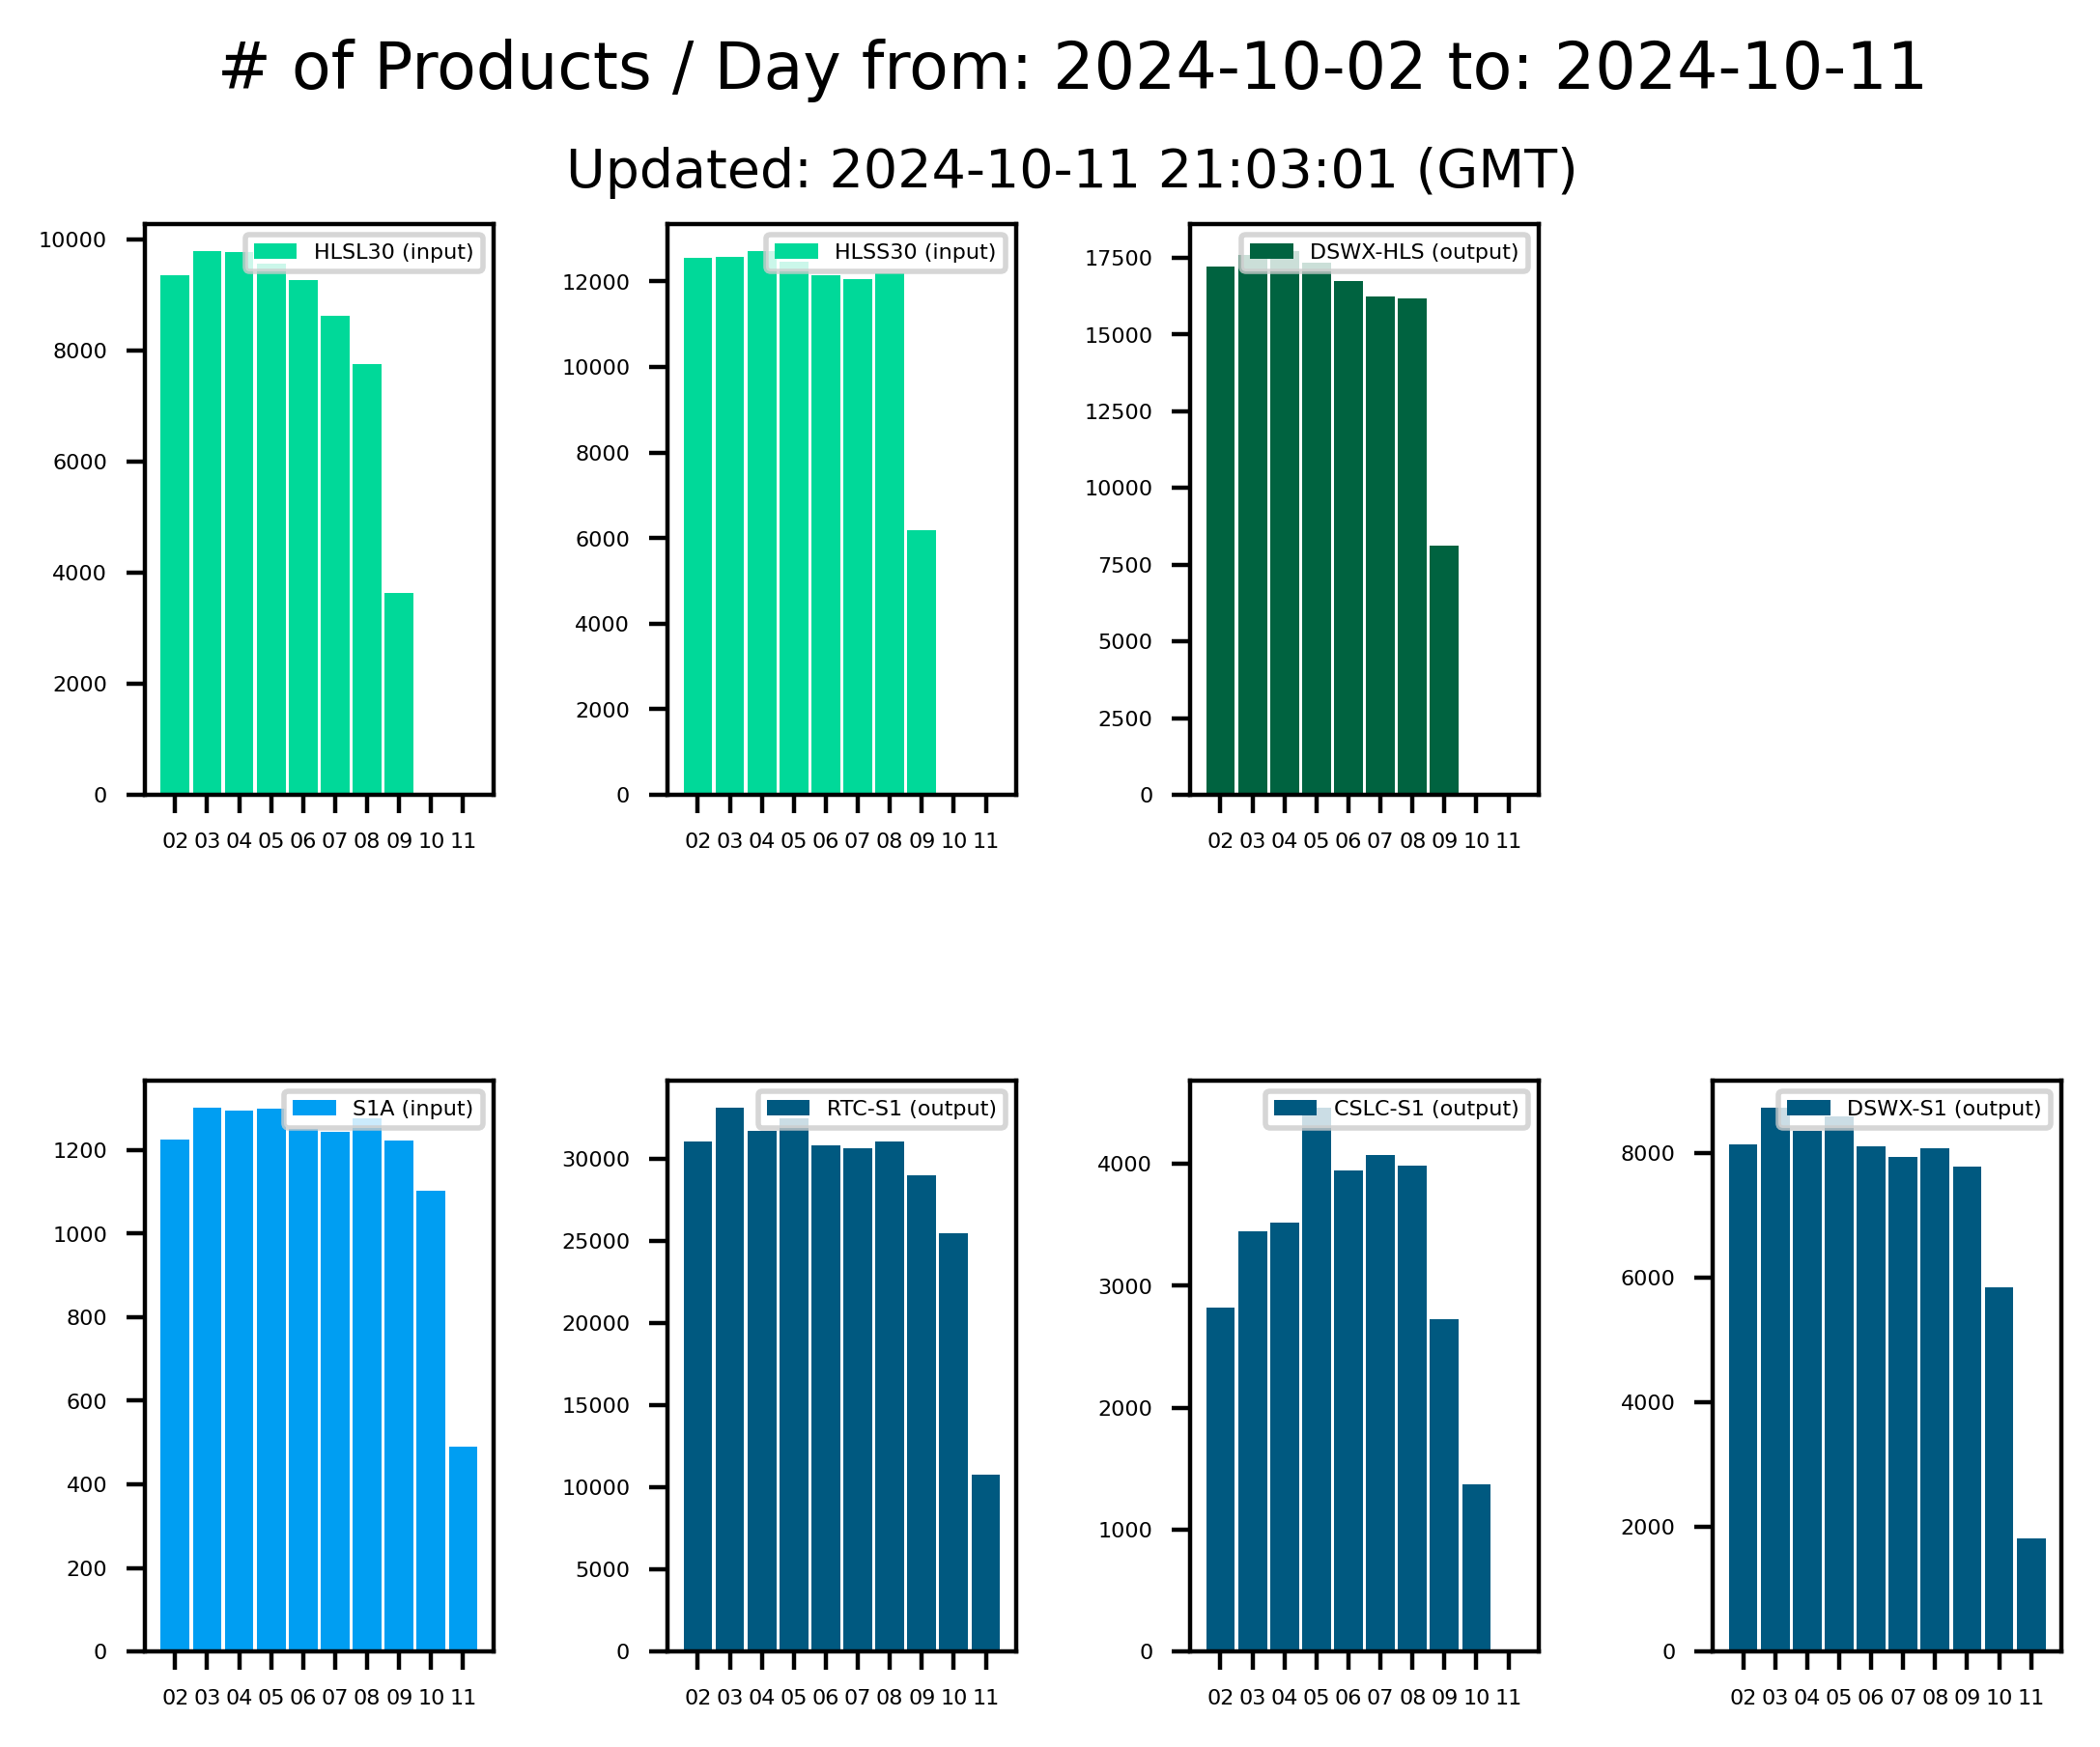 # of Products / Day from: 2024-10-02 to: 2024-10-11
Updated: 2024-10-11 21:03:01 (GMT)
HLSL30 (input)
10000
8000
6000
4000
2000
0
02 03 04 05 06 07 08 09 10 11
HLSS30 (input)
12000
10000
8000
6000
4000
2000
0
02 03 04 05 06 07 08 09 10 11
DSWX-HLS (output)
17500
15000
12500
10000
7500
5000
2500
0
02 03 04 05 06 07 08 09 10 11
S1A (input)
1200
1000
800
600
400
200
0
02 03 04 05 06 07 08 09 10 11
RTC-S1 (output)
30000
25000
20000
15000
10000
5000
0
02 03 04 05 06 07 08 09 10 11
CSLC-S1 (output)
4000
3000
2000
1000
0
02 03 04 05 06 07 08 09 10 11
DSWX-S1 (output)
8000
6000
4000
2000
0
02 03 04 05 06 07 08 09 10 11